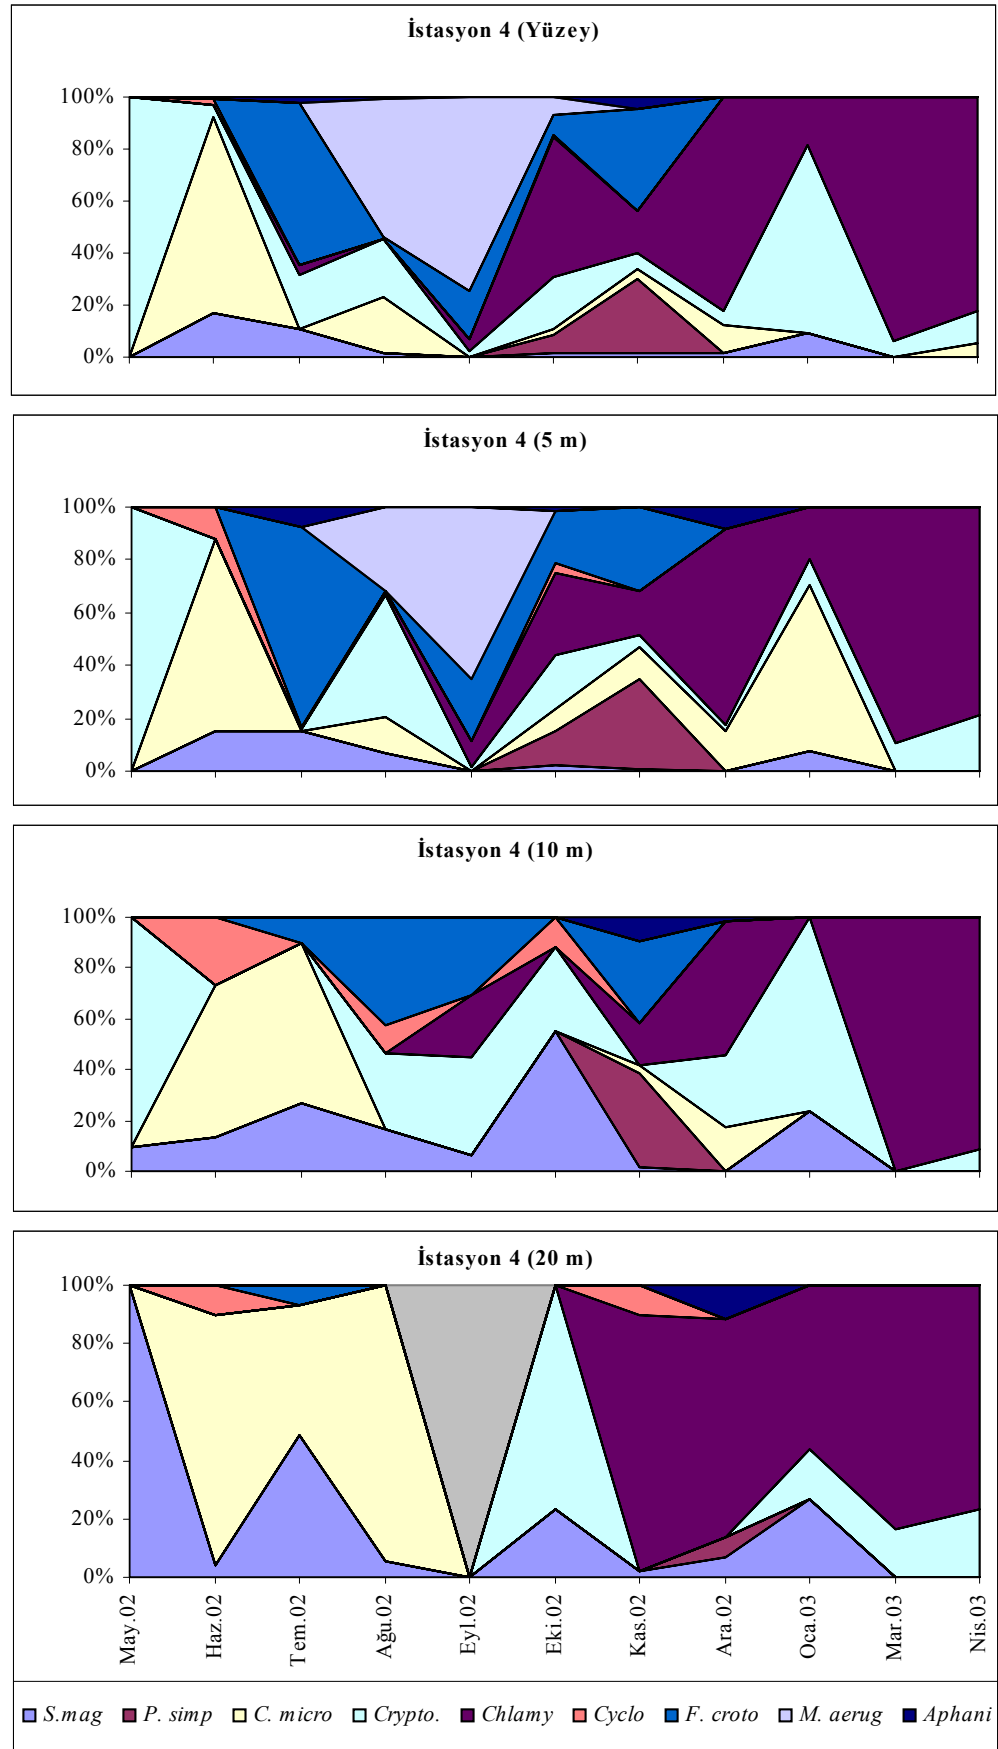 İstasyon 4 (Yüzey)
100%
80%
60%
40%
20%
0%
İstasyon 4 (5 m)
100%
80%
60%
40%
20%
0%
İstasyon 4 (10 m)
100%
80%
60%
40%
20%
0%
İstasyon 4 (20 m)
100%
80%
60%
40%
20%
0%
May.02
Haz.02
Tem.02
Ağu.02
Eyl.02
Eki.02
Kas.02
Ara.02
Oca.03
Mar.03
Nis.03
S.mag P. simp C. micro Crypto. Chlamy Cyclo F. croto M. aerug Aphani